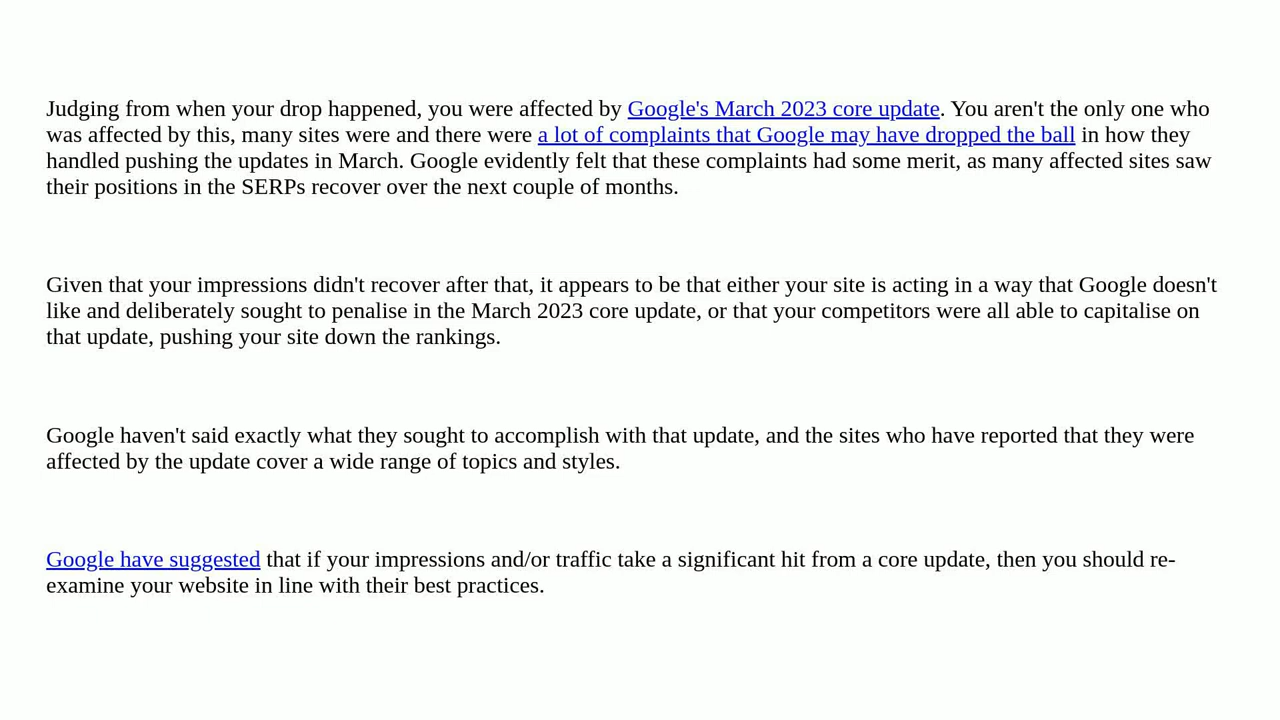 Judging from when your drop happened, you were affected by Google's March 2023 core update. You aren't the only one who
was affected by this, many sites were and there were a lot of complaints that Google may have dropped the ball in how they
handled pushing the updates in March. Google evidently felt that these complaints had some merit, as many affected sites saw
their positions in the SERPs recover over the next couple of months.
Given that your impressions didn't recover after that, it appears to be that either your site is acting in a way that Google doesn't
like and deliberately sought to penalise in the March 2023 core update, or that your competitors were all able to capitalise on
that update, pushing your site down the rankings.
Google haven't said exactly what they sought to accomplish with that update, and the sites who have reported that they were
affected by the update cover a wide range of topics and styles.
Google have suggested that if your impressions and/or traffic take a significant hit from a core update, then you should re-
examine your website in line with their best practices.